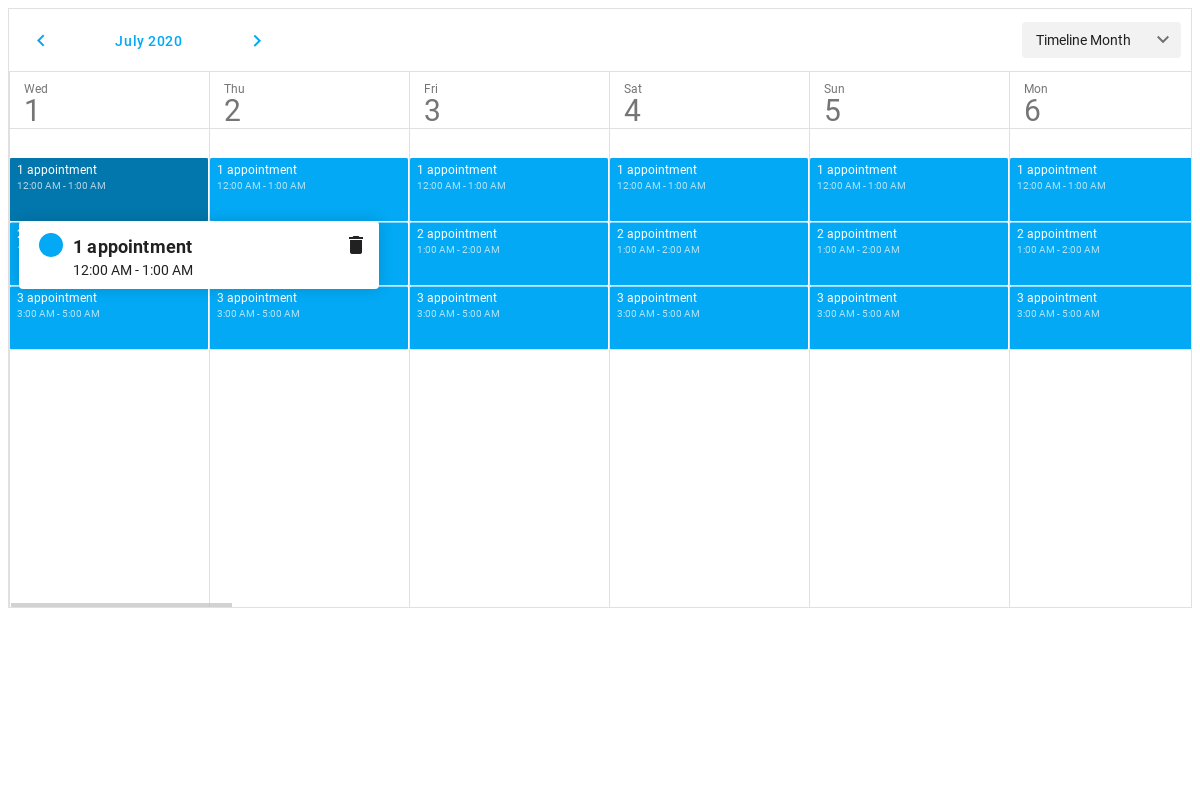 July 2020
Timeline Month
Wed
1
Thu
2
Fri
3
Sat
4
Sun
5
Mon
6
1 appointment
12:00 AM - 1:00 AM
1 appointment
12:00 AM - 1:00 AM
1 appointment
12:00 AM - 1:00 AM
1 appointment
12:00 AM - 1:00 AM
1 appointment
12:00 AM - 1:00 AM
1 appointment
12:00 AM - 1:00 AM
1 appointment
12:00 AM - 1:00 AM
2 appointment
1:00 AM - 2:00 AM
2 appointment
1:00 AM - 2:00 AM
2 appointment
1:00 AM - 2:00 AM
2 appointment
1:00 AM - 2:00 AM
3 appointment
3:00 AM - 5:00 AM
3 appointment
3:00 AM - 5:00 AM
3 appointment
3:00 AM - 5:00 AM
3 appointment
3:00 AM - 5:00 AM
3 appointment
3:00 AM - 5:00 AM
3 appointment
3:00 AM - 5:00 AM